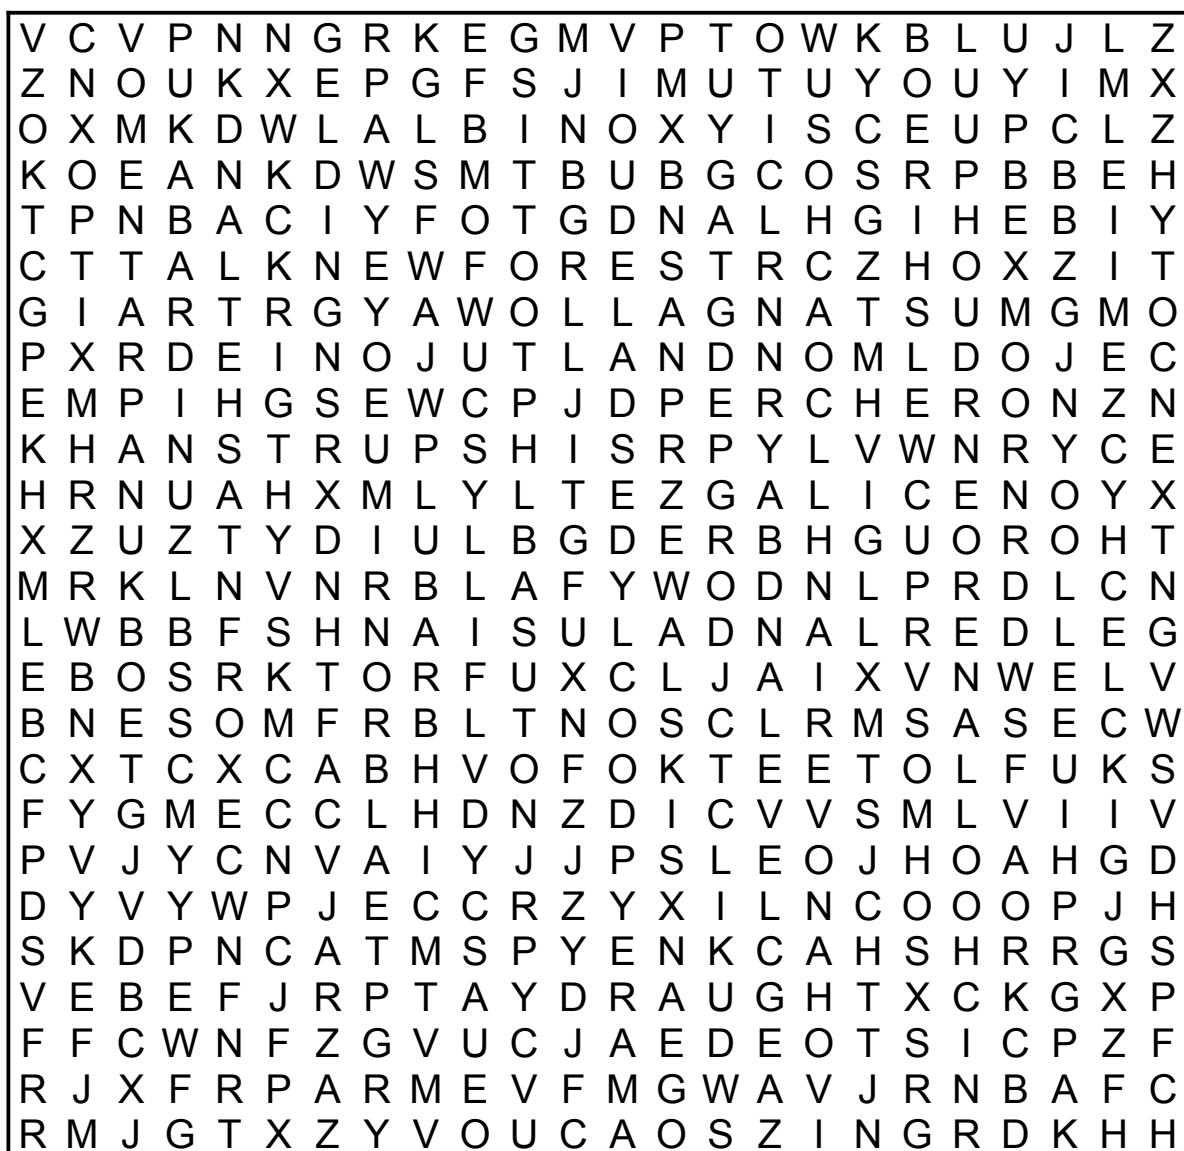 V C V P N N G R K E G M V P T O W K B L U J L Z
Z N O U K X E P G F S J I M U T U Y O U Y I M X
O X M K D W L A L B I N O X Y I S C E U P C L Z
K O E A N K D W S M T B U B G C O S R P B B E H
T P N B A C I Y F O T G D N A L H G I H E B I Y
C T T A L K N E W F O R E S T R C Z H O X Z I T
G I A R T R G Y A W O L L A G N A T S U M G M O
P X R D E I N O J U T L A N D N O M L D O J E C
E M P I H G S E W C P J D P E R C H E R O N Z N
K H A N S T R U P S H I S R P Y L V W N R Y C E
H R N U A H X M L Y L T E Z G A L I C E N O Y X
X Z U Z T Y D I U L B G D E R B H G U O R O H T
M R K L N V N R B L A F Y W O D N L P R D L C N
L W B B F S H N A I S U L A D N A L R E D L E G
E B O S R K T O R F U X C L J A I X V N W E L V
B N E S O M F R B L T N O S C L R M S A S E C W
C X T C X C A B H V O F O K T E E T O L F U K S
F Y G M E C C L H D N Z D I C V V S M L V I I V
P V J Y C N V A I Y J J P S L E O J H O A H G D
D Y V Y W P J E C C R Z Y X I L N C O O O P J H
S K D P N C A T M S P Y E N K C A H S H R R G S
V E B E F J R P T A Y D R A U G H T X C K G X P
F F C W N F Z G V U C J A E D E O T S I C P Z F
R J X F R P A R M E V F M G W A V J R N B A F C
R M J G T X Z Y V O U C A O S Z I N G R D K H H